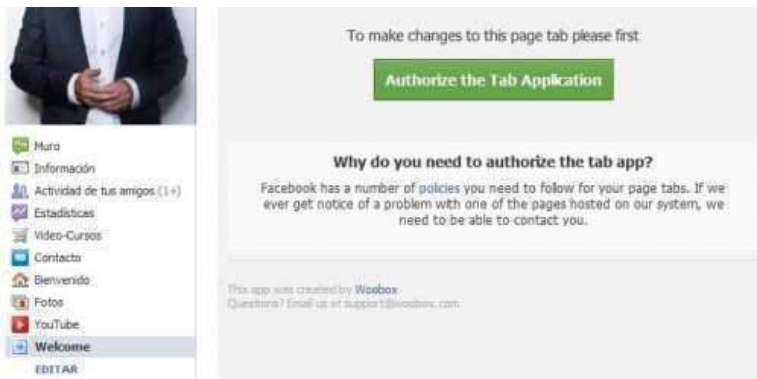 Muro
Información
Actividad de tus amigos (1+)
Estadísticas
Video-Cursos
Contacto
Bienvenido
Fotos
YouTube
Welcome
EDITAR
To make changes to this page tab please first
Authorize the Tab Application
Why do you need to authorize the tab app?
Facebook has a number of policies you need to follow for your page tabs. If we
ever get notice of a problem with one of the pages hosted on our system, we
need to be able to contact you.
This app was created by Woobox
Questions? Email us at support@woobox.com